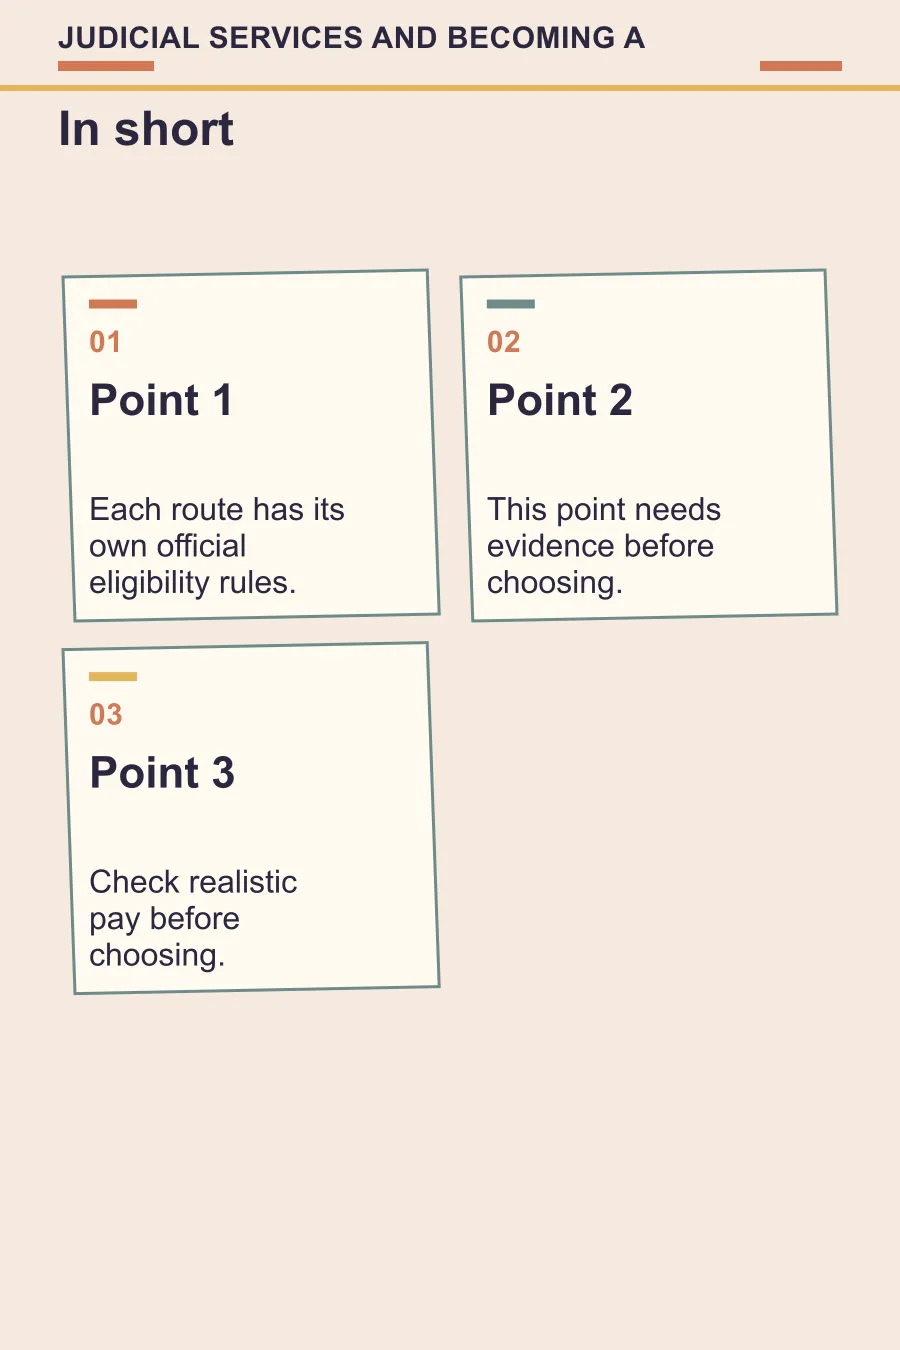 JUDICIAL SERVICES AND BECOMING A
In short
01
Point 1
Each route has its
own official
eligibility rules.
02
Point 2
This point needs
evidence before
choosing.
03
Point 3
Check realistic
pay before
choosing.